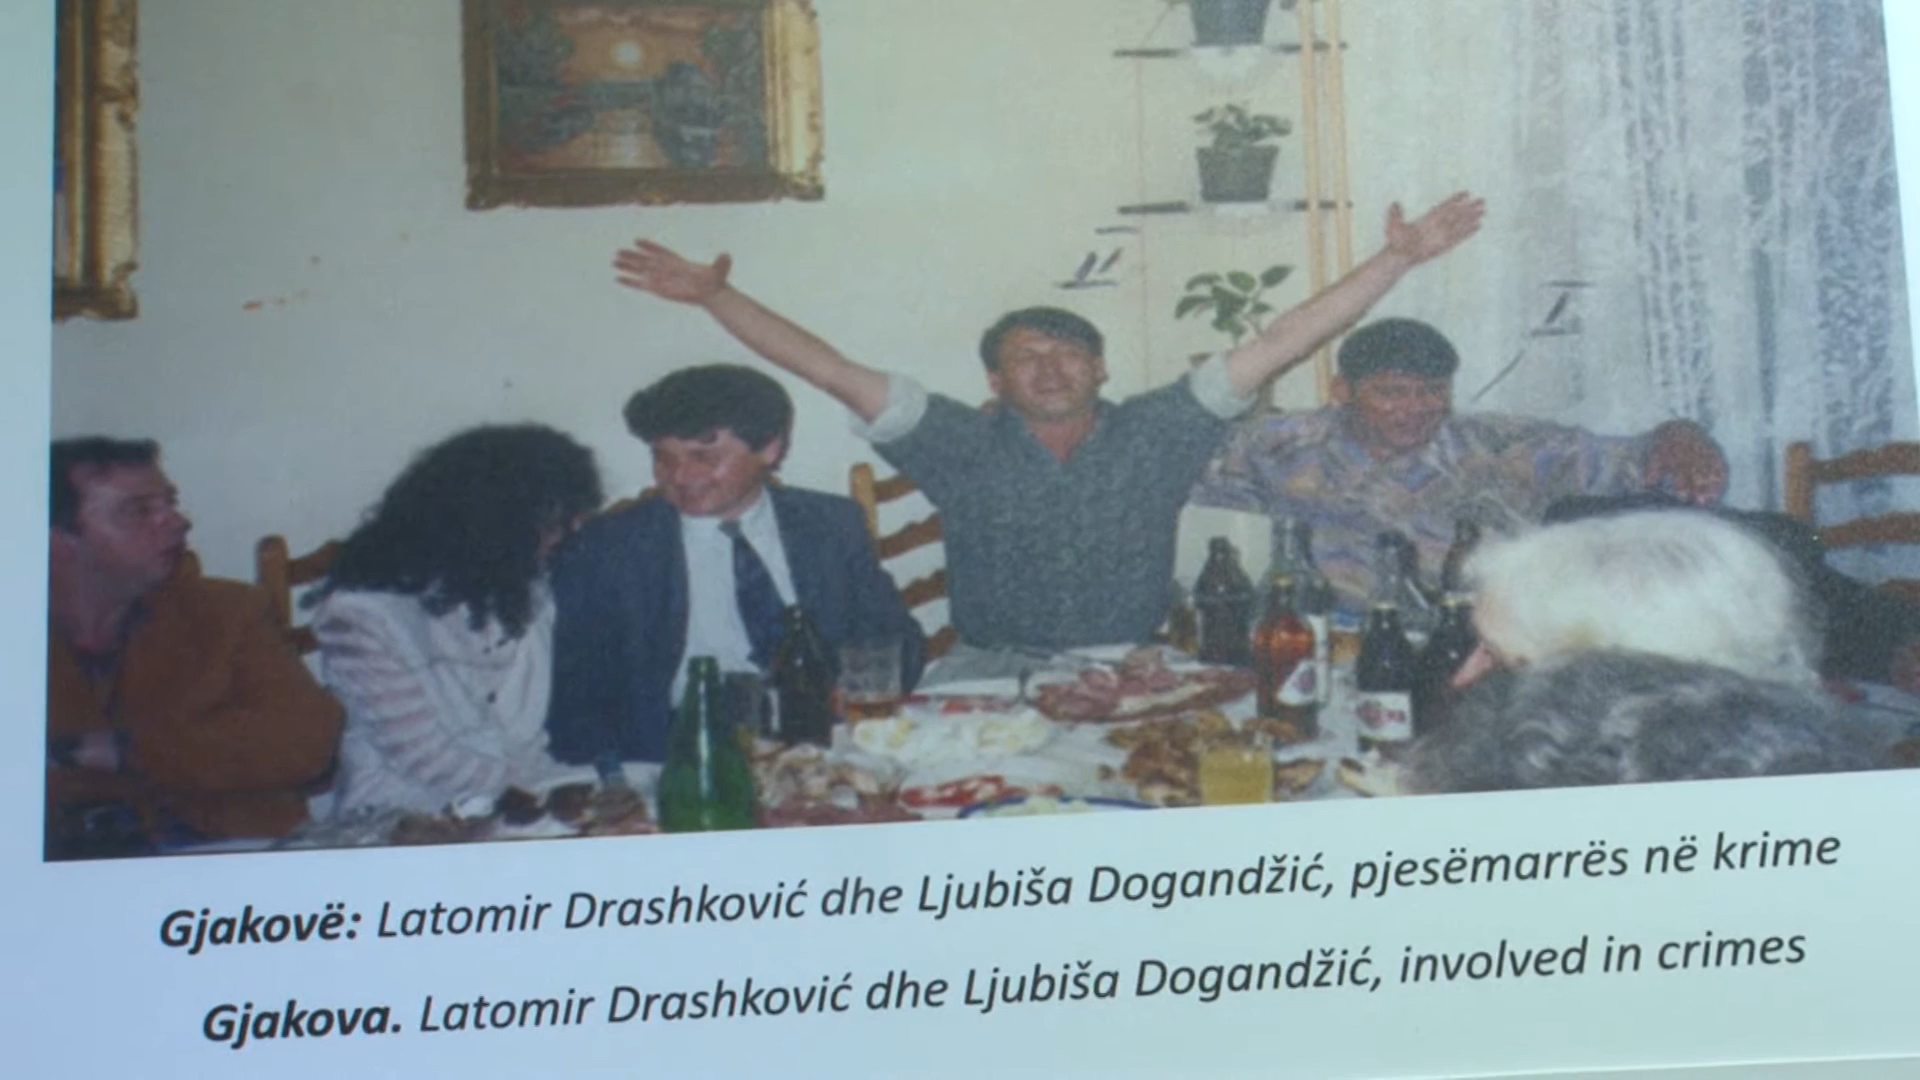 Gjakovë: Latomir Drashković dhe Ljubiša Dogandžić, pjesëmarrës në krime
Gjakova. Latomir Drashković dhe Ljubiša Dogandžić, involved in crimes